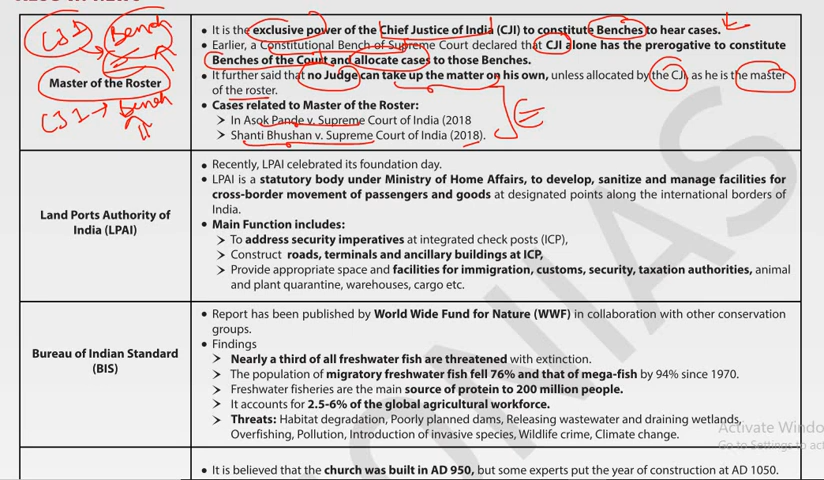 CJI
Bench
CJI → bench
Master of the Roster
• It is the exclusive power of the Chief Justice of India (CJI) to constitute Benches to hear cases.
• Earlier, a Constitutional Bench of Supreme Court declared that CJI alone has the prerogative to constitute
Benches of the Court and allocate cases to those Benches.
• It further said that no Judge can take up the matter on his own, unless allocated by the CJI, as he is the master
of the roster.
• Cases related to Master of the Roster:
➢ In Asok Pande v. Supreme Court of India (2018
➢ Shanti Bhushan v. Supreme Court of India (2018).
Land Ports Authority of
India (LPAI)
• Recently, LPAI celebrated its foundation day.
• LPAI is a statutory body under Ministry of Home Affairs, to develop, sanitize and manage facilities for
cross-border movement of passengers and goods at designated points along the international borders of
India.
• Main Function includes:
➢ To address security imperatives at integrated check posts (ICP),
➢ Construct roads, terminals and ancillary buildings at ICP,
➢ Provide appropriate space and facilities for immigration, customs, security, taxation authorities, animal
and plant quarantine, warehouses, cargo etc.
Bureau of Indian Standard
(BIS)
• Report has been published by World Wide Fund for Nature (WWF) in collaboration with other conservation
groups.
• Findings
➢ Nearly a third of all freshwater fish are threatened with extinction.
➢ The population of migratory freshwater fish fell 76% and that of mega-fish by 94% since 1970.
➢ Freshwater fisheries are the main source of protein to 200 million people.
➢ It accounts for 2.5-6% of the global agricultural workforce.
➢ Threats: Habitat degradation, Poorly planned dams, Releasing wastewater and draining wetlands,
Overfishing, Pollution, Introduction of invasive species, Wildlife crime, Climate change.
Activate Windo
Go to Settings to act
• It is believed that the church was built in AD 950, but some experts put the year of construction at AD 1050.